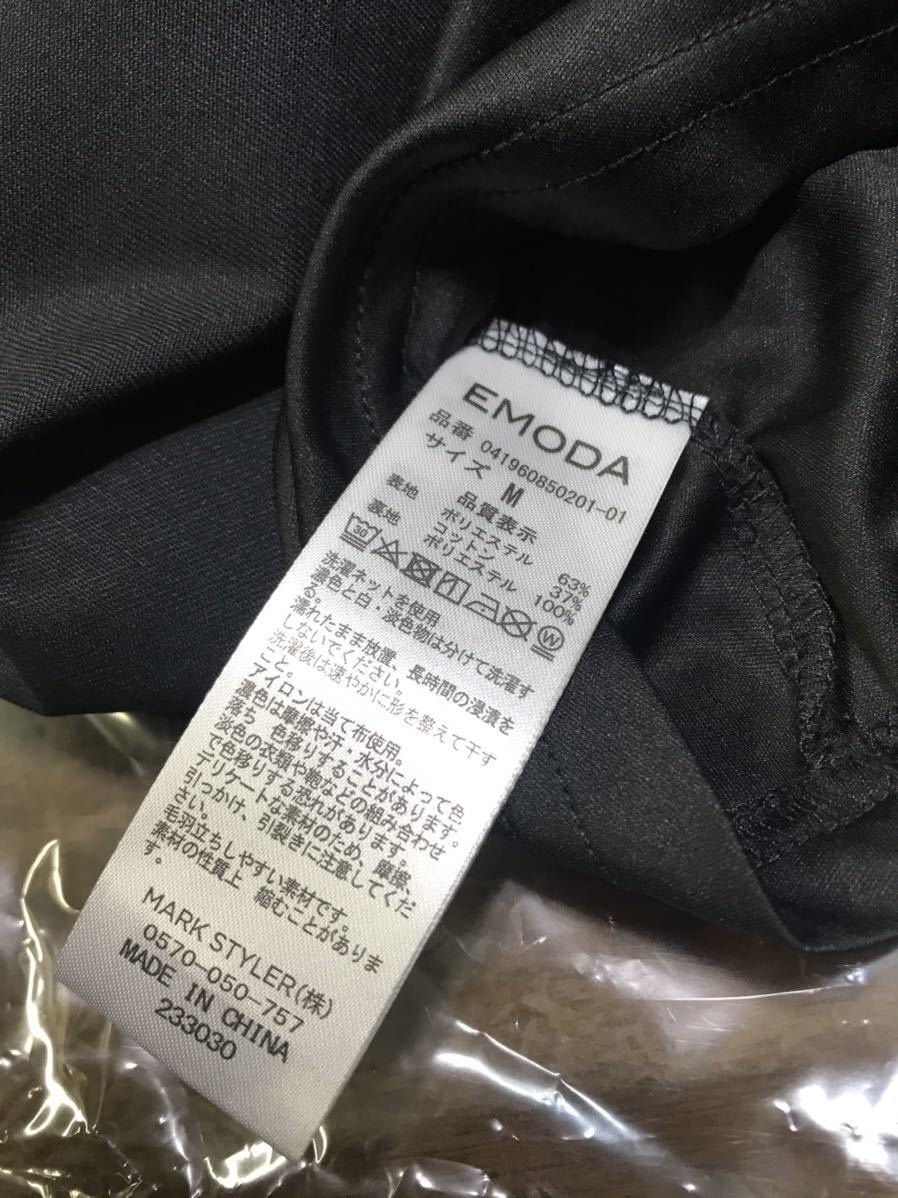 EMODA
品番 041960850201-01
サイズ M
品質表示
表地 ポリエステル 63%
コットン 37%
裏地 ポリエステル 100%
30 W
洗濯ネットを使用
濃色と白・淡色物は分けて洗濯す
る。
濡れたまま放置、長時間の浸漬を
しないでください。
洗濯後は速やかに形を整えて干す
こと。
アイロンは当て布使用。
濃色は摩擦や汗・水分によって色
落ち、色移りすることがあります。
淡色の衣類や鞄などの組み合わせ
で色移りする恐れがあります。
デリケートな素材のため、摩擦、
引っかけ、引裂きに注意してくだ
さい。
毛羽立ちしやすい素材です。
素材の性質上、縮むことがありま
す。
MARK STYLER(株)
0570-050-757
MADE IN CHINA
233030